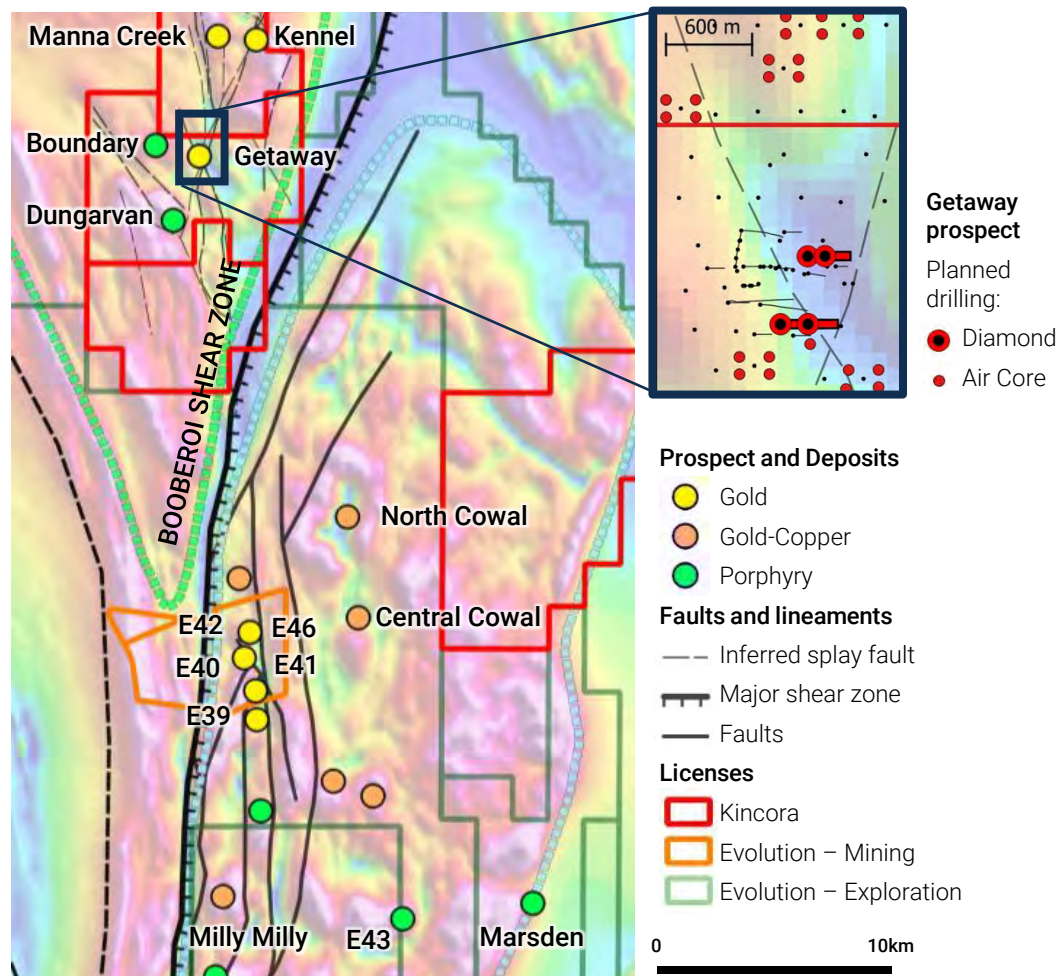 Manna Creek
Kennel
Boundary
Getaway
Dungarvan
BOOBEROI SHEAR ZONE
North Cowal
Central Cowal
E42
E46
E40
E41
E39
Milly Milly
E43
Marsden
600 m
Getaway
prospect
Planned
drilling:
Diamond
Air Core
Prospect and Deposits
Gold
Gold-Copper
Porphyry
Faults and lineaments
Inferred splay fault
Major shear zone
Faults
Licenses
Kincora
Evolution – Mining
Evolution – Exploration
0
10km